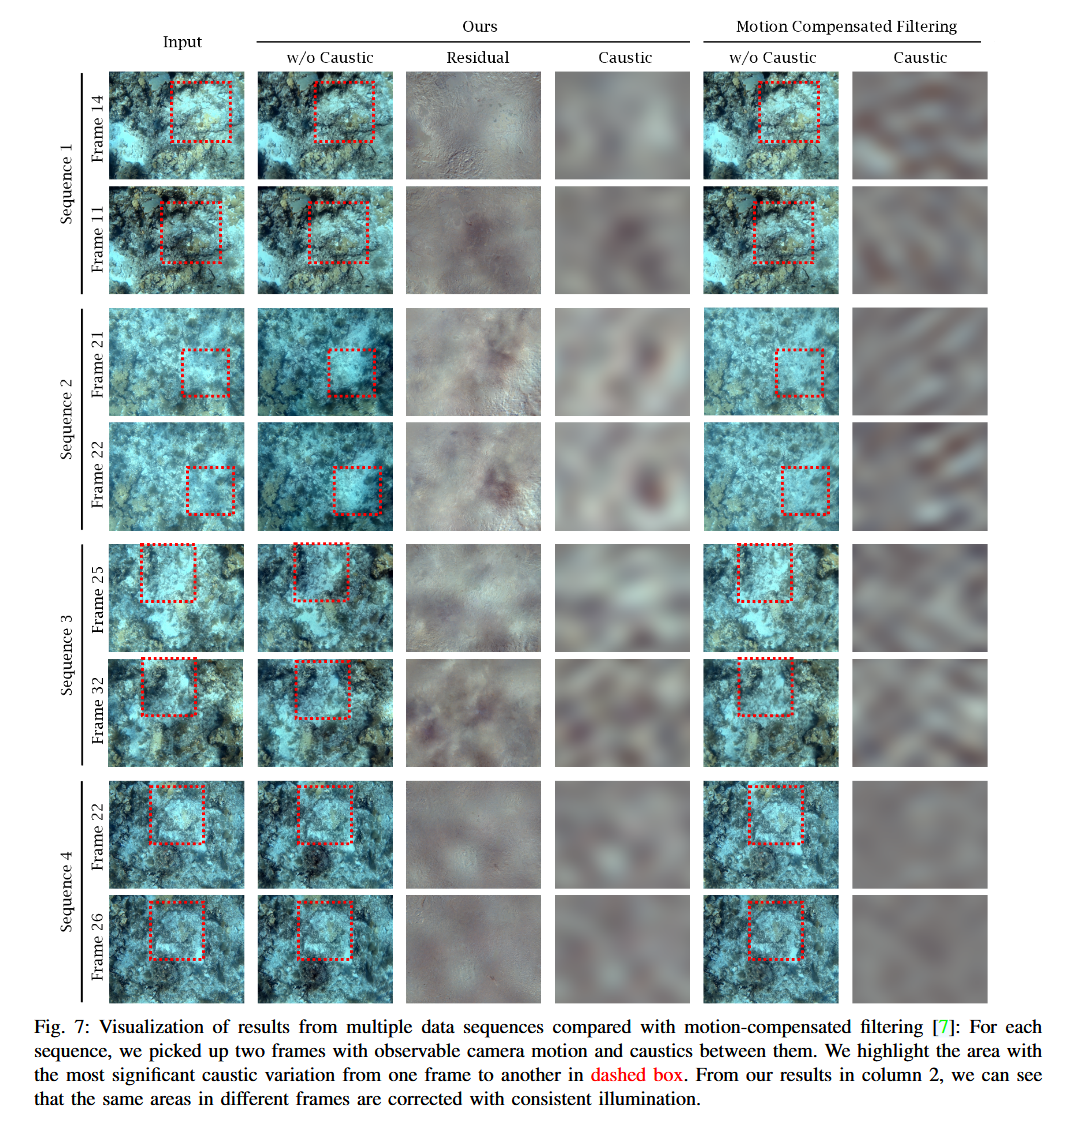 Ours
Motion Compensated Filtering
Input
w/o Caustic
Residual
Caustic
w/o Caustic
Caustic
Sequence 1
Frame 14
Frame 11
Sequence 2
Frame 21
Frame 22
Sequence 3
Frame 25
Frame 32
Sequence 4
Frame 22
Frame 26
Fig. 7: Visualization of results from multiple data sequences compared with motion-compensated filtering [7]: For each
sequence, we picked up two frames with observable camera motion and caustics between them. We highlight the area with
the most significant caustic variation from one frame to another in dashed box. From our results in column 2, we can see
that the same areas in different frames are corrected with consistent illumination.